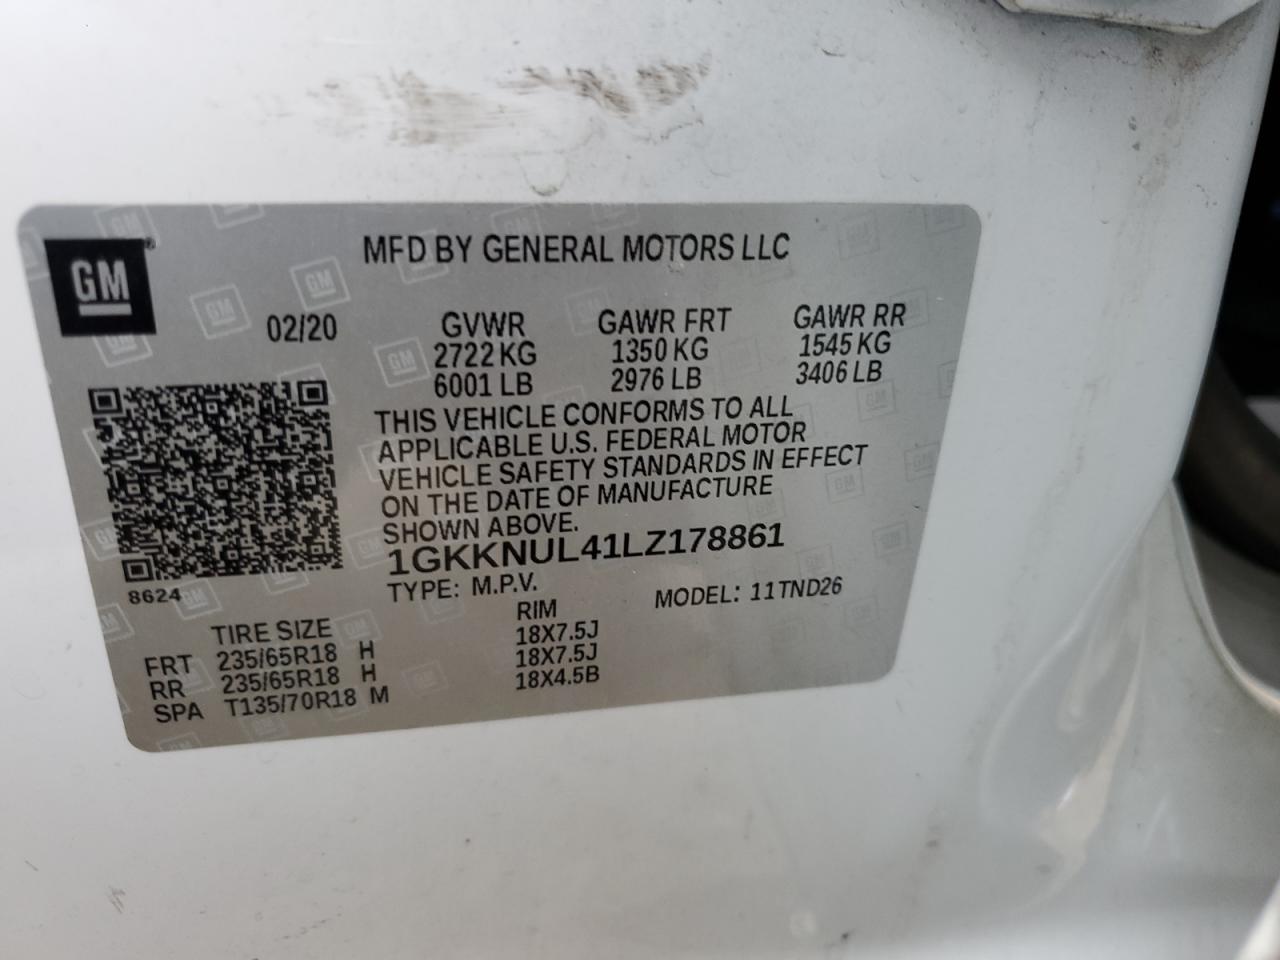 GM
MFD BY GENERAL MOTORS LLC
02/20 GVWR GAWR FRT GAWR RR
2722 KG 1350 KG 1545 KG
6001 LB 2976 LB 3406 LB
THIS VEHICLE CONFORMS TO ALL
APPLICABLE U.S. FEDERAL MOTOR
VEHICLE SAFETY STANDARDS IN EFFECT
ON THE DATE OF MANUFACTURE
SHOWN ABOVE.
1GKKNUL41LZ178861
8624 TYPE: M.P.V. MODEL: 11TND26
TIRE SIZE RIM
FRT 235/65R18 H 18X7.5J
RR 235/65R18 H 18X7.5J
SPA T135/70R18 M 18X4.5B